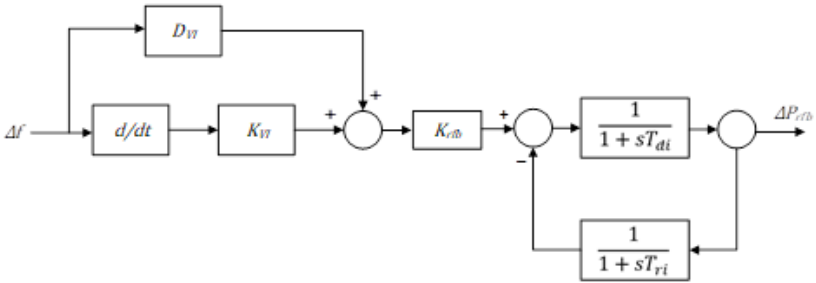 D_VI
+
Δf
d/dt
K_VI
+
K_rfb
+
−
1
1 + sT_di
ΔP_rfb
1
1 + sT_ri